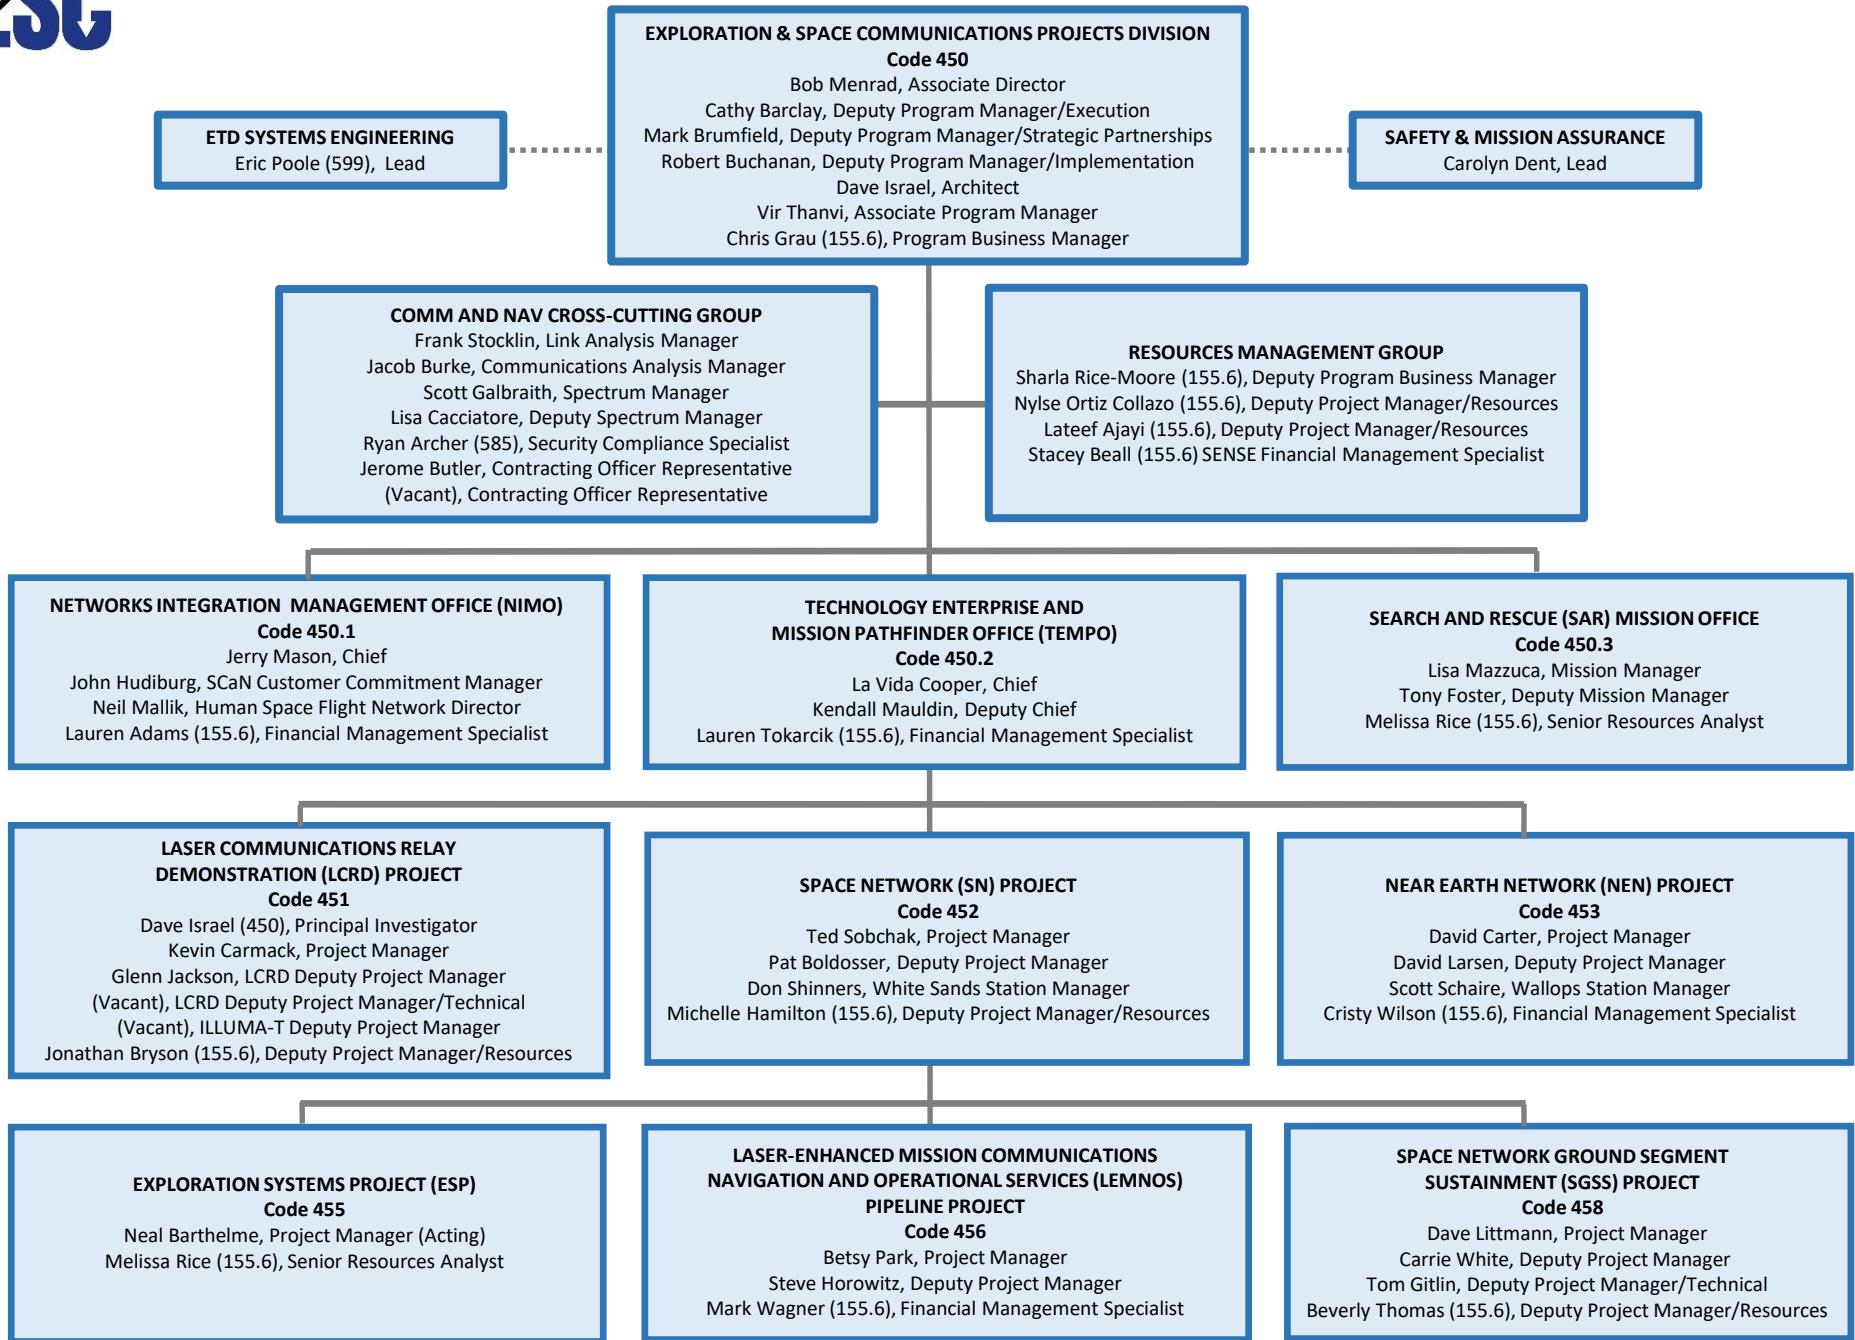 EXPLORATION & SPACE COMMUNICATIONS PROJECTS DIVISION
Code 450
Bob Menrad, Associate Director
Cathy Barclay, Deputy Program Manager/Execution
Mark Brumfield, Deputy Program Manager/Strategic Partnerships
Robert Buchanan, Deputy Program Manager/Implementation
Dave Israel, Architect
Vir Thanvi, Associate Program Manager
Chris Grau (155.6), Program Business Manager
ETD SYSTEMS ENGINEERING
Eric Poole (599), Lead
SAFETY & MISSION ASSURANCE
Carolyn Dent, Lead
COMM AND NAV CROSS-CUTTING GROUP
Frank Stocklin, Link Analysis Manager
Jacob Burke, Communications Analysis Manager
Scott Galbraith, Spectrum Manager
Lisa Cacciatore, Deputy Spectrum Manager
Ryan Archer (585), Security Compliance Specialist
Jerome Butler, Contracting Officer Representative
(Vacant), Contracting Officer Representative
RESOURCES MANAGEMENT GROUP
Sharla Rice-Moore (155.6), Deputy Program Business Manager
Nylse Ortiz Collazo (155.6), Deputy Project Manager/Resources
Lateef Ajayi (155.6), Deputy Project Manager/Resources
Stacey Beall (155.6) SENSE Financial Management Specialist
NETWORKS INTEGRATION MANAGEMENT OFFICE (NIMO)
Code 450.1
Jerry Mason, Chief
John Hudiburg, SCaN Customer Commitment Manager
Neil Mallik, Human Space Flight Network Director
Lauren Adams (155.6), Financial Management Specialist
TECHNOLOGY ENTERPRISE AND
MISSION PATHFINDER OFFICE (TEMPO)
Code 450.2
La Vida Cooper, Chief
Kendall Mauldin, Deputy Chief
Lauren Tokarcik (155.6), Financial Management Specialist
SEARCH AND RESCUE (SAR) MISSION OFFICE
Code 450.3
Lisa Mazzuca, Mission Manager
Tony Foster, Deputy Mission Manager
Melissa Rice (155.6), Senior Resources Analyst
LASER COMMUNICATIONS RELAY
DEMONSTRATION (LCRD) PROJECT
Code 451
Dave Israel (450), Principal Investigator
Kevin Carmack, Project Manager
Glenn Jackson, LCRD Deputy Project Manager
(Vacant), LCRD Deputy Project Manager/Technical
(Vacant), ILLUMA-T Deputy Project Manager
Jonathan Bryson (155.6), Deputy Project Manager/Resources
SPACE NETWORK (SN) PROJECT
Code 452
Ted Sobchak, Project Manager
Pat Boldosser, Deputy Project Manager
Don Shinners, White Sands Station Manager
Michelle Hamilton (155.6), Deputy Project Manager/Resources
NEAR EARTH NETWORK (NEN) PROJECT
Code 453
David Carter, Project Manager
David Larsen, Deputy Project Manager
Scott Schaire, Wallops Station Manager
Cristy Wilson (155.6), Financial Management Specialist
EXPLORATION SYSTEMS PROJECT (ESP)
Code 455
Neal Barthelme, Project Manager (Acting)
Melissa Rice (155.6), Senior Resources Analyst
LASER-ENHANCED MISSION COMMUNICATIONS
NAVIGATION AND OPERATIONAL SERVICES (LEMNOS)
PIPELINE PROJECT
Code 456
Betsy Park, Project Manager
Steve Horowitz, Deputy Project Manager
Mark Wagner (155.6), Financial Management Specialist
SPACE NETWORK GROUND SEGMENT
SUSTAINMENT (SGSS) PROJECT
Code 458
Dave Littmann, Project Manager
Carrie White, Deputy Project Manager
Tom Gitlin, Deputy Project Manager/Technical
Beverly Thomas (155.6), Deputy Project Manager/Resources